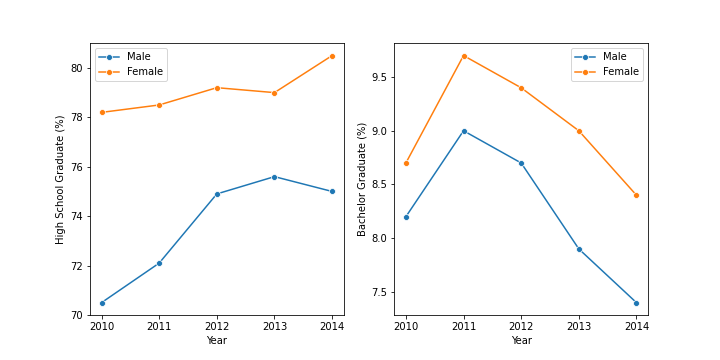 Male
Female
High School Graduate (%)
80
78
76
74
72
70
2010
2011
2012
2013
2014
Year
Male
Female
Bachelor Graduate (%)
9.5
9.0
8.5
8.0
7.5
2010
2011
2012
2013
2014
Year